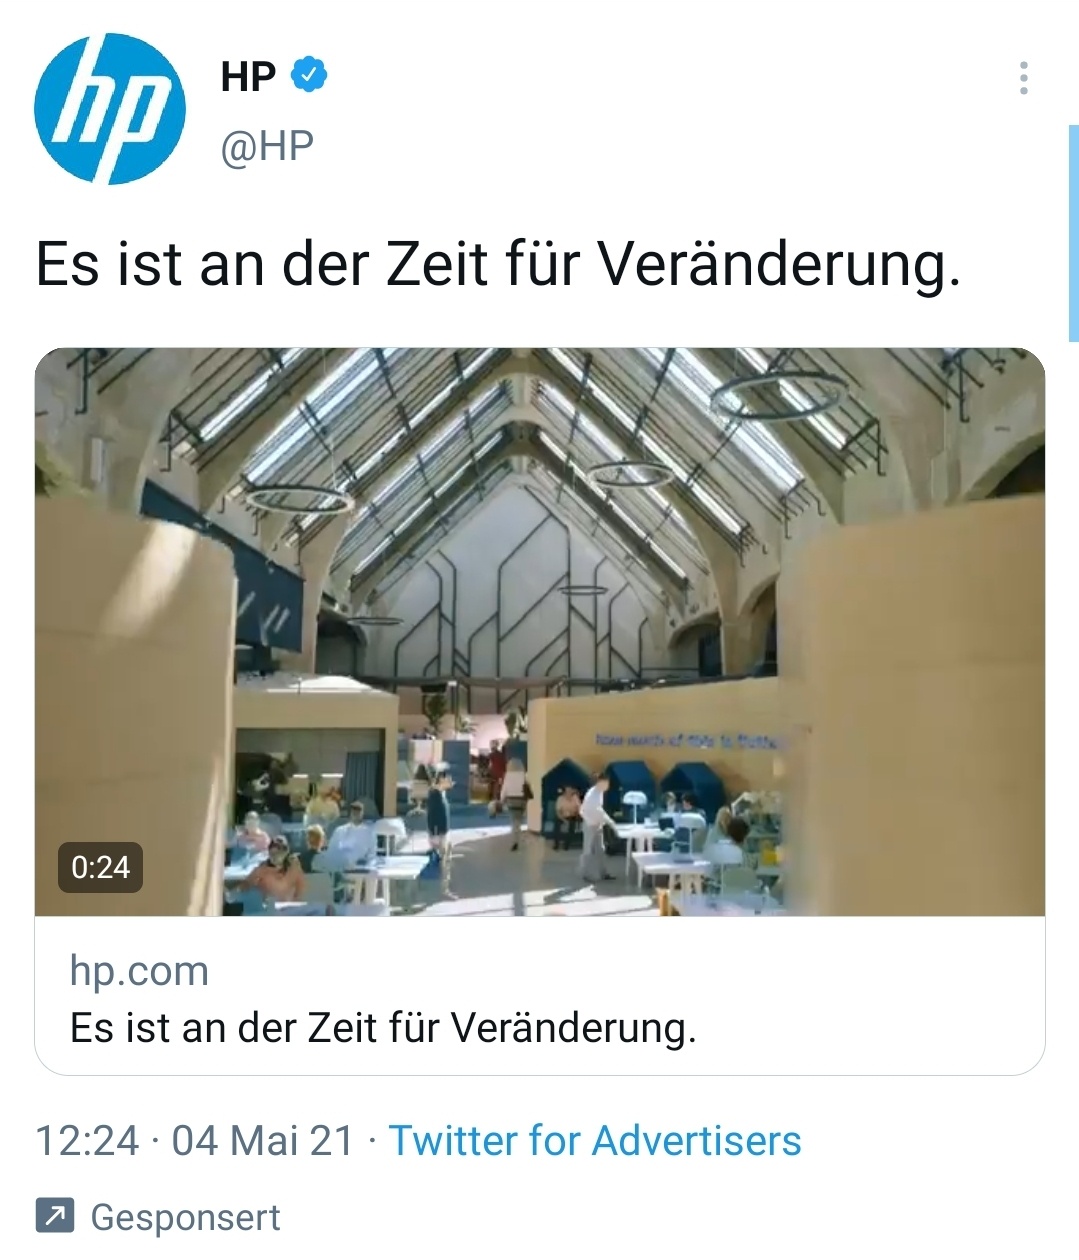 hp
HP
@HP
Es ist an der Zeit für Veränderung.
0:24
hp.com
Es ist an der Zeit für Veränderung.
12:24 · 04 Mai 21 · Twitter for Advertisers
Gesponsert